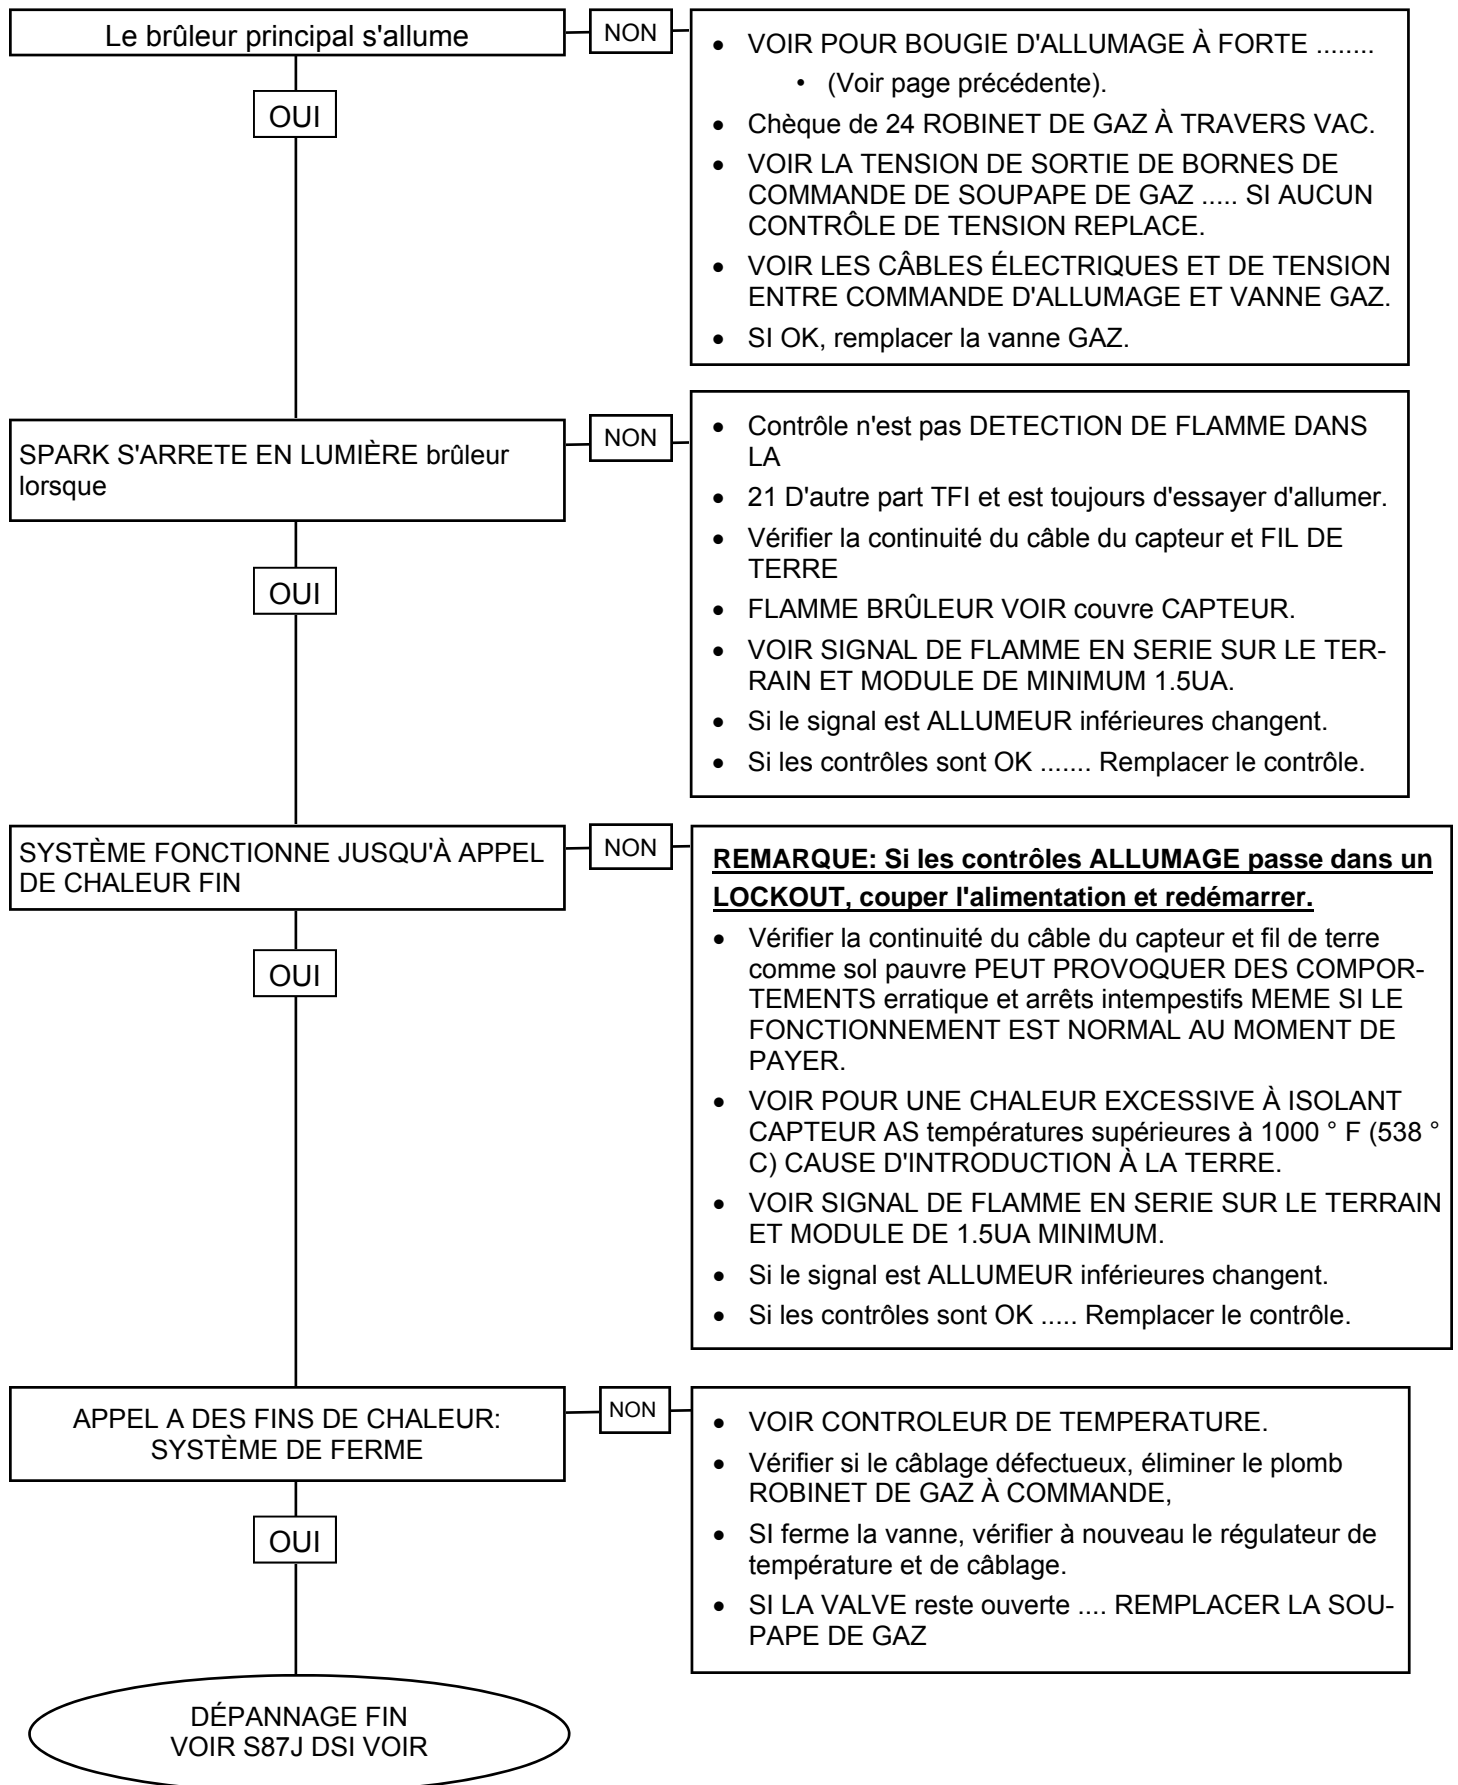 Le brûleur principal s'allume
NON
• VOIR POUR BOUGIE D'ALLUMAGE À FORTE ........
• (Voir page précédente).
• Chèque de 24 ROBINET DE GAZ À TRAVERS VAC.
• VOIR LA TENSION DE SORTIE DE BORNES DE
COMMANDE DE SOUPAPE DE GAZ ..... SI AUCUN
CONTRÔLE DE TENSION REPLACE.
• VOIR LES CÂBLES ÉLECTRIQUES ET DE TENSION
ENTRE COMMANDE D'ALLUMAGE ET VANNE GAZ.
• SI OK, remplacer la vanne GAZ.
OUI
SPARK S'ARRETE EN LUMIÈRE brûleur
lorsque
NON
• Contrôle n'est pas DETECTION DE FLAMME DANS
LA
• 21 D'autre part TFI et est toujours d'essayer d'allumer.
• Vérifier la continuité du câble du capteur et FIL DE
TERRE
• FLAMME BRÛLEUR VOIR couvre CAPTEUR.
• VOIR SIGNAL DE FLAMME EN SERIE SUR LE TER-
RAIN ET MODULE DE MINIMUM 1.5UA.
• Si le signal est ALLUMEUR inférieures changent.
• Si les contrôles sont OK ....... Remplacer le contrôle.
OUI
SYSTÈME FONCTIONNE JUSQU'À APPEL
DE CHALEUR FIN
NON
REMARQUE: Si les contrôles ALLUMAGE passe dans un
LOCKOUT, couper l'alimentation et redémarrer.
• Vérifier la continuité du câble du capteur et fil de terre
comme sol pauvre PEUT PROVOQUER DES COMPOR-
TEMENTS erratique et arrêts intempestifs MEME SI LE
FONCTIONNEMENT EST NORMAL AU MOMENT DE
PAYER.
• VOIR POUR UNE CHALEUR EXCESSIVE À ISOLANT
CAPTEUR AS températures supérieures à 1000 ° F (538 °
C) CAUSE D'INTRODUCTION À LA TERRE.
• VOIR SIGNAL DE FLAMME EN SERIE SUR LE TERRAIN
ET MODULE DE 1.5UA MINIMUM.
• Si le signal est ALLUMEUR inférieures changent.
• Si les contrôles sont OK ..... Remplacer le contrôle.
OUI
APPEL A DES FINS DE CHALEUR:
SYSTÈME DE FERME
NON
• VOIR CONTROLEUR DE TEMPERATURE.
• Vérifier si le câblage défectueux, éliminer le plomb
ROBINET DE GAZ À COMMANDE,
• SI ferme la vanne, vérifier à nouveau le régulateur de
température et de câblage.
• SI LA VALVE reste ouverte .... REMPLACER LA SOU-
PAPE DE GAZ
OUI
DÉPANNAGE FIN
VOIR S87J DSI VOIR